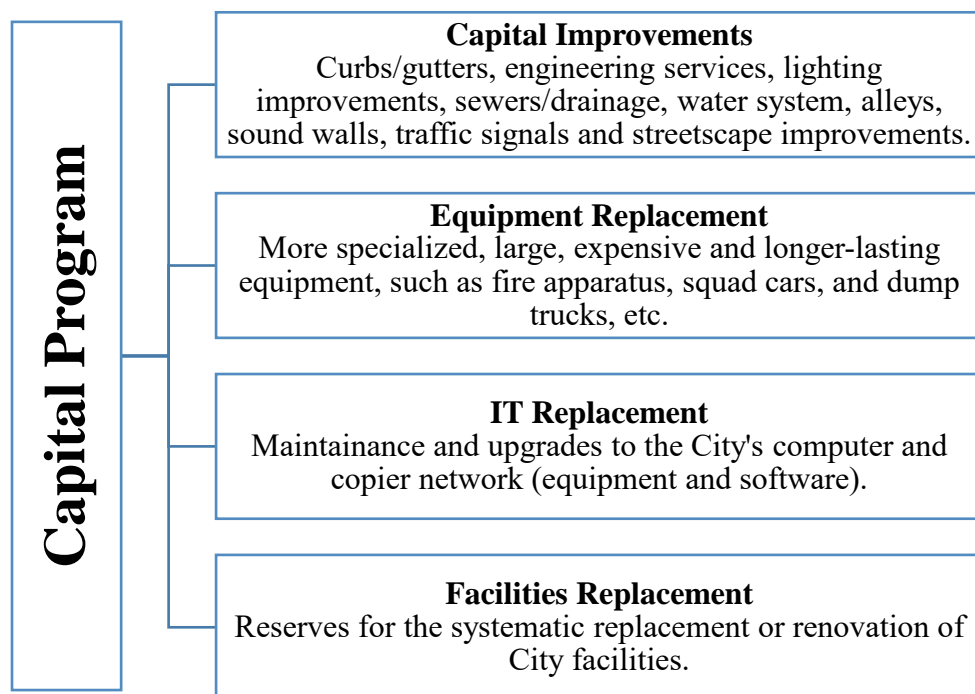 Capital Program
Capital Improvements
Curbs/gutters, engineering services, lighting
improvements, sewers/drainage, water system, alleys,
sound walls, traffic signals and streetscape improvements.
Equipment Replacement
More specialized, large, expensive and longer-lasting
equipment, such as fire apparatus, squad cars, and dump
trucks, etc.
IT Replacement
Maintainance and upgrades to the City's computer and
copier network (equipment and software).
Facilities Replacement
Reserves for the systematic replacement or renovation of
City facilities.